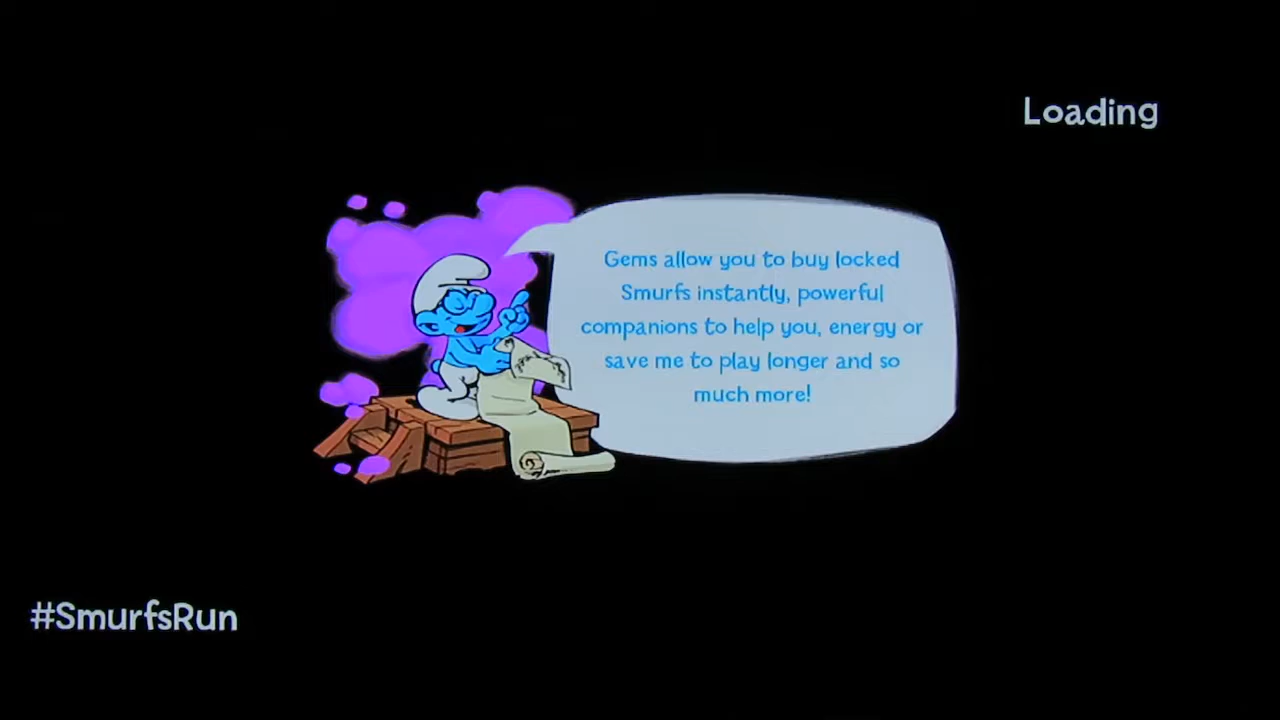 Loading
Gems allow you to buy locked
Smurfs instantly, powerful
companions to help you, energy or
save me to play longer and so
much more!
#SmurfsRun